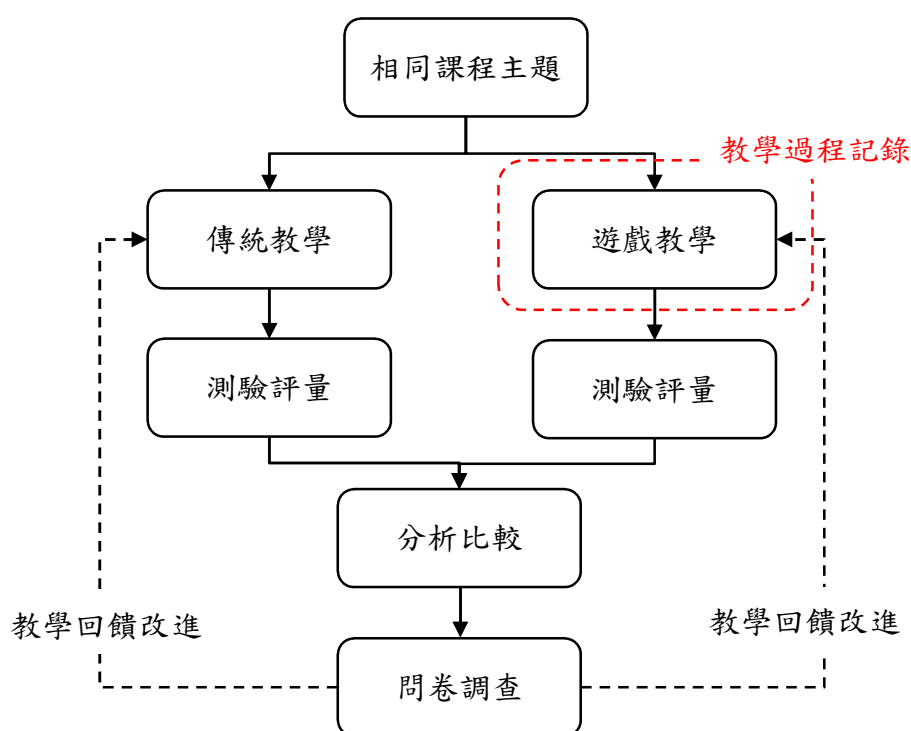 相同課程主題
教學過程記錄
傳統教學
遊戲教學
測驗評量
測驗評量
分析比較
教學回饋改進
教學回饋改進
問卷調查